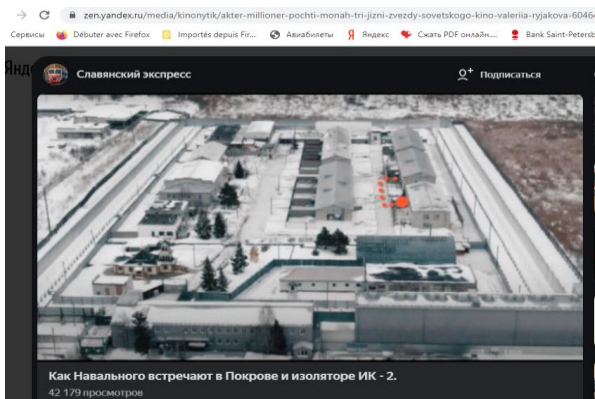 zen.yandex.ru/media/kinonytik/akter-millioner-pochti-monah-tri-jizni-zvezdy-sovetskogo-kino-valeriia-ryjakova-6046
Сервисы Débuter avec Firefox Importés depuis Fir... Авиабилеты Я Яндекс Сжать PDF онлайн.... Bank Saint-Petersb
Янд
Славянский экспресс Подписаться
Как Навального встречают в Покрове и изоляторе ИК - 2.
42 179 просмотров